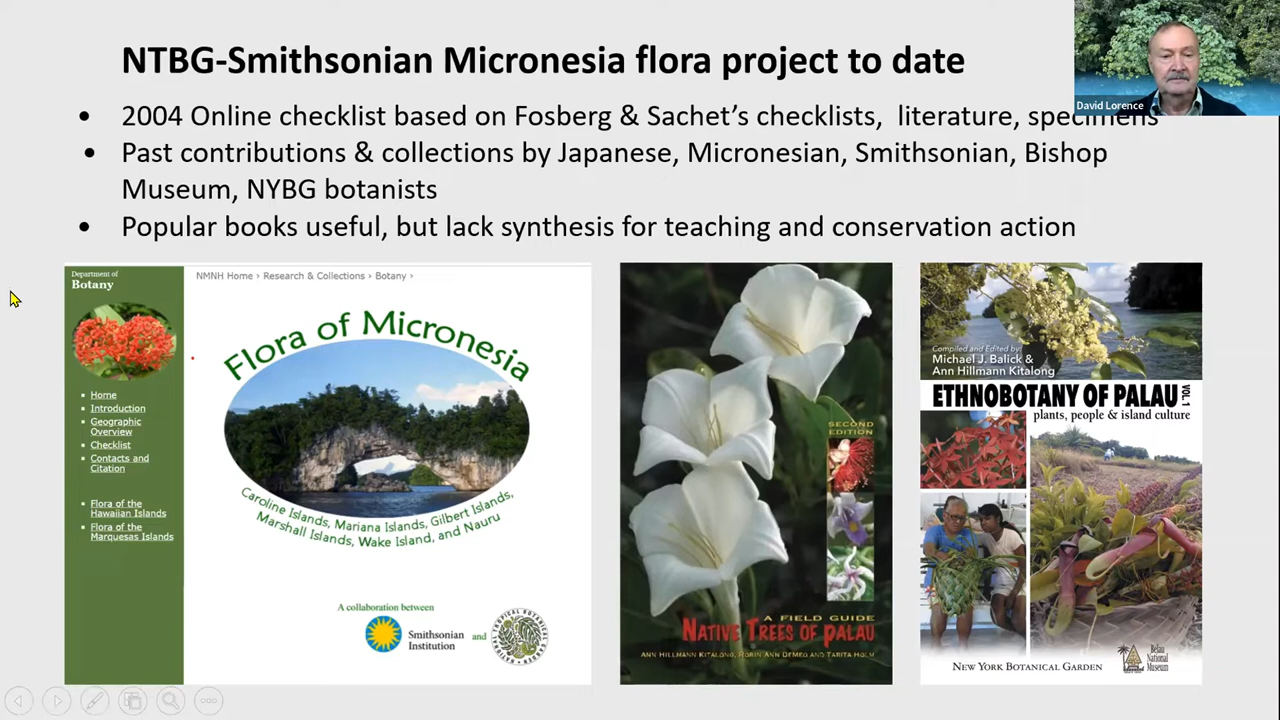 NTBG-Smithsonian Micronesia flora project to date
David Lorence
• 2004 Online checklist based on Fosberg & Sachet's checklists, literature, specimens
• Past contributions & collections by Japanese, Micronesian, Smithsonian, Bishop
Museum, NYBG botanists
• Popular books useful, but lack synthesis for teaching and conservation action
Department of
Botany
Home
Introduction
Geographic
Overview
Checklist
Contacts and
Citation
Flora of the
Hawaiian Islands
Flora of the
Marquesas Islands
NMNH Home › Research & Collections › Botany ›
Flora of Micronesia
Caroline Islands, Mariana Islands, Gilbert Islands,
Marshall Islands, Wake Island, and Nauru
A collaboration between
Smithsonian
Institution
and
SECOND
EDITION
A FIELD GUIDE
NATIVE TREES OF PALAU
ANN HILLMANN KITALONG, ROBIN ANN DEMEO AND TARITA HOLM
Compiled and Edited by:
Michael J. Balick &
Ann Hillmann Kitalong
ETHNOBOTANY OF PALAU
VOL 1
plants, people & island culture
NEW YORK BOTANICAL GARDEN
Belau
National
Museum